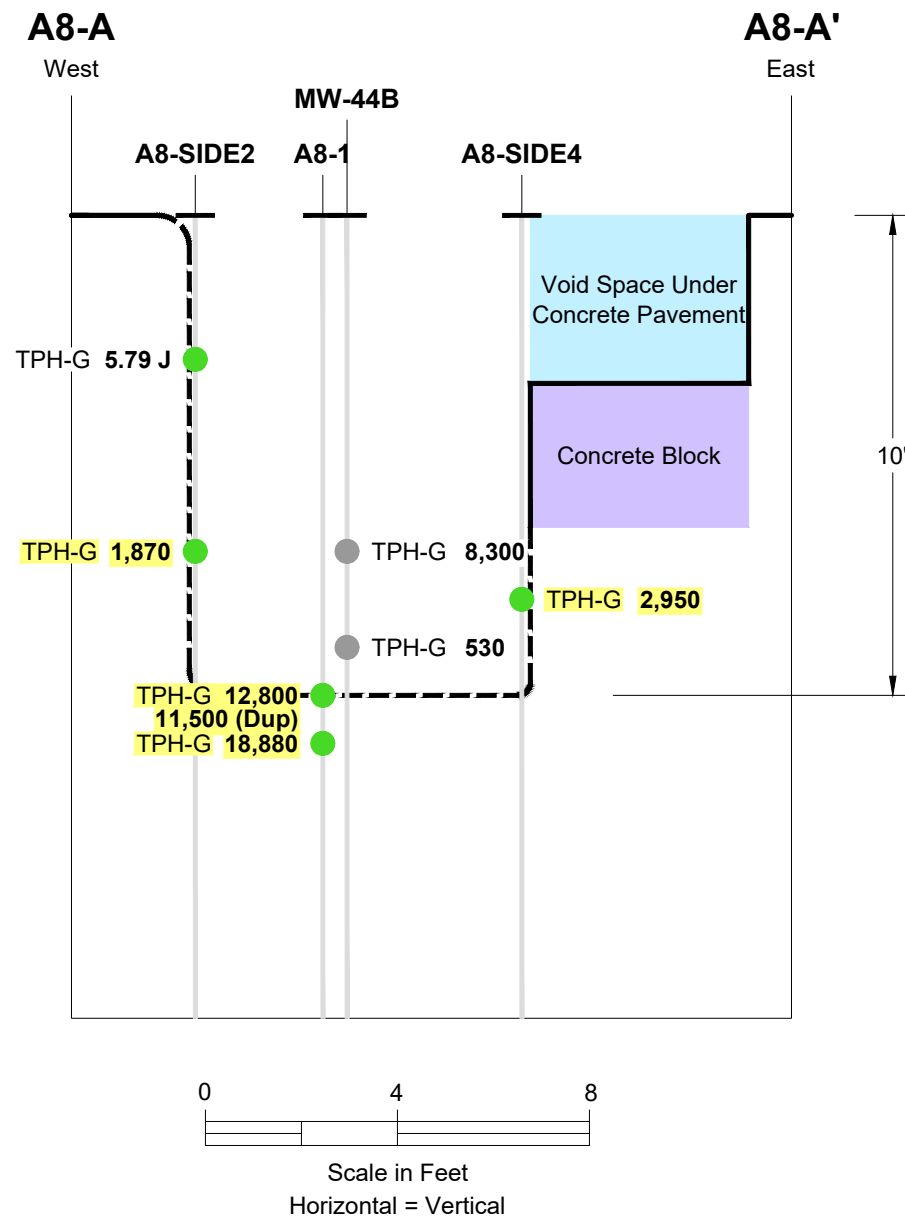 A8-A
A8-A'
West
East
MW-44B
A8-SIDE2
A8-1
A8-SIDE4
Void Space Under
Concrete Pavement
TPH-G 5.79 J
Concrete Block
10'
TPH-G 1,870
TPH-G 8,300
TPH-G 2,950
TPH-G 530
TPH-G 12,800
11,500 (Dup)
TPH-G 18,880
0 4 8
Scale in Feet
Horizontal = Vertical